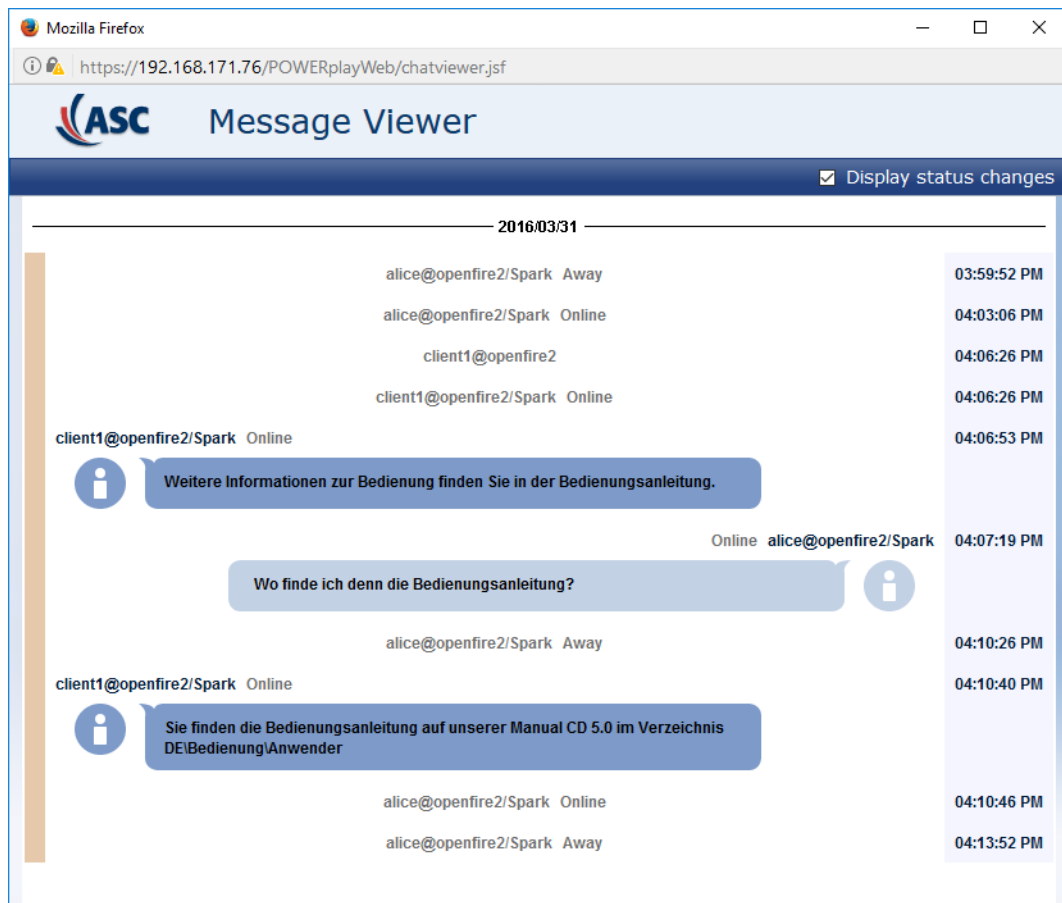 Mozilla Firefox
https://192.168.171.76/POWERplayWeb/chatviewer.jsf
ASC Message Viewer
Display status changes
2016/03/31
alice@openfire2/Spark Away 03:59:52 PM
alice@openfire2/Spark Online 04:03:06 PM
client1@openfire2 04:06:26 PM
client1@openfire2/Spark Online 04:06:26 PM
client1@openfire2/Spark Online 04:06:53 PM
Weitere Informationen zur Bedienung finden Sie in der Bedienungsanleitung.
Online alice@openfire2/Spark 04:07:19 PM
Wo finde ich denn die Bedienungsanleitung?
alice@openfire2/Spark Away 04:10:26 PM
client1@openfire2/Spark Online 04:10:40 PM
Sie finden die Bedienungsanleitung auf unserer Manual CD 5.0 im Verzeichnis
DE\Bedienung\Anwender
alice@openfire2/Spark Online 04:10:46 PM
alice@openfire2/Spark Away 04:13:52 PM